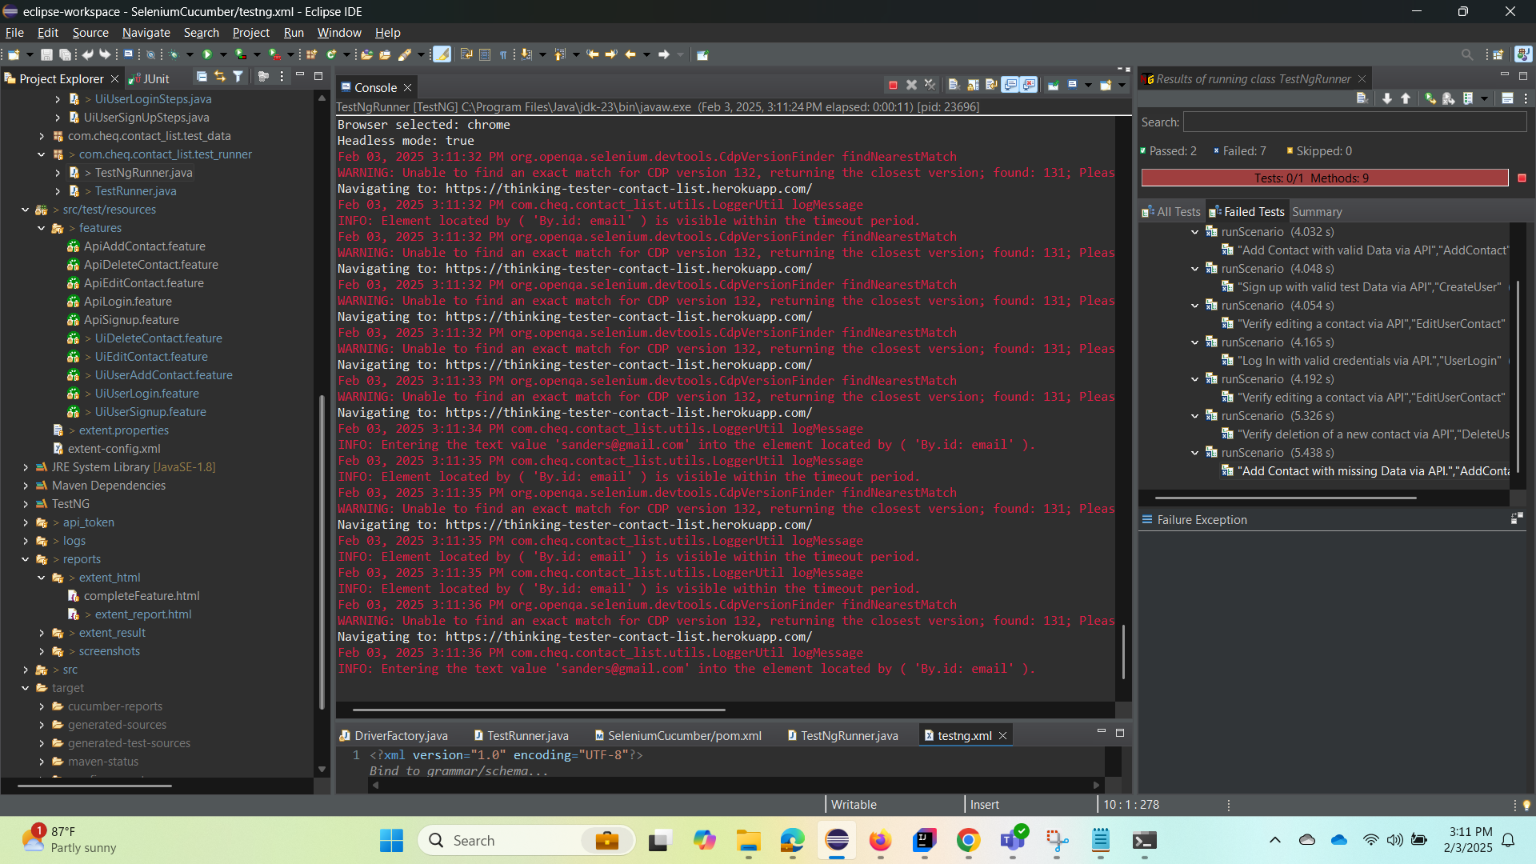 eclipse-workspace - SeleniumCucumber/testng.xml - Eclipse IDE
File Edit Source Navigate Search Project Run Window Help
Project Explorer
JUnit
> UiUserLoginSteps.java
UiUserSignUpSteps.java
com.cheq.contact_list.test_data
> com.cheq.contact_list.test_runner
> TestNgRunner.java
> TestRunner.java
> src/test/resources
> features
ApiAddContact.feature
ApiDeleteContact.feature
ApiEditContact.feature
ApiLogin.feature
ApiSignup.feature
> UiDeleteContact.feature
> UiEditContact.feature
> UiUserAddContact.feature
> UiUserLogin.feature
> UiUserSignup.feature
> extent.properties
extent-config.xml
JRE System Library [JavaSE-1.8]
Maven Dependencies
TestNG
> api_token
> logs
> reports
> extent_html
completeFeature.html
> extent_report.html
> extent_result
> screenshots
> src
target
cucumber-reports
generated-sources
generated-test-sources
maven-status
Console
TestNgRunner [TestNG] C:\Program Files\Java\jdk-23\bin\javaw.exe (Feb 3, 2025, 3:11:24 PM elapsed: 0:00:11) [pid: 23696]
Browser selected: chrome
Headless mode: true
Feb 03, 2025 3:11:32 PM org.openqa.selenium.devtools.CdpVersionFinder findNearestMatch
WARNING: Unable to find an exact match for CDP version 132, returning the closest version; found: 131; Pleas
Navigating to: https://thinking-tester-contact-list.herokuapp.com/
Feb 03, 2025 3:11:32 PM com.cheq.contact_list.utils.LoggerUtil logMessage
INFO: Element located by ( 'By.id: email' ) is visible within the timeout period.
Feb 03, 2025 3:11:32 PM org.openqa.selenium.devtools.CdpVersionFinder findNearestMatch
WARNING: Unable to find an exact match for CDP version 132, returning the closest version; found: 131; Pleas
Navigating to: https://thinking-tester-contact-list.herokuapp.com/
Feb 03, 2025 3:11:32 PM org.openqa.selenium.devtools.CdpVersionFinder findNearestMatch
WARNING: Unable to find an exact match for CDP version 132, returning the closest version; found: 131; Pleas
Navigating to: https://thinking-tester-contact-list.herokuapp.com/
Feb 03, 2025 3:11:32 PM org.openqa.selenium.devtools.CdpVersionFinder findNearestMatch
WARNING: Unable to find an exact match for CDP version 132, returning the closest version; found: 131; Pleas
Navigating to: https://thinking-tester-contact-list.herokuapp.com/
Feb 03, 2025 3:11:33 PM org.openqa.selenium.devtools.CdpVersionFinder findNearestMatch
WARNING: Unable to find an exact match for CDP version 132, returning the closest version; found: 131; Pleas
Navigating to: https://thinking-tester-contact-list.herokuapp.com/
Feb 03, 2025 3:11:34 PM com.cheq.contact_list.utils.LoggerUtil logMessage
INFO: Entering the text value 'sanders@gmail.com' into the element located by ( 'By.id: email' ).
Feb 03, 2025 3:11:35 PM com.cheq.contact_list.utils.LoggerUtil logMessage
INFO: Element located by ( 'By.id: email' ) is visible within the timeout period.
Feb 03, 2025 3:11:35 PM org.openqa.selenium.devtools.CdpVersionFinder findNearestMatch
WARNING: Unable to find an exact match for CDP version 132, returning the closest version; found: 131; Pleas
Navigating to: https://thinking-tester-contact-list.herokuapp.com/
Feb 03, 2025 3:11:35 PM com.cheq.contact_list.utils.LoggerUtil logMessage
INFO: Element located by ( 'By.id: email' ) is visible within the timeout period.
Feb 03, 2025 3:11:35 PM com.cheq.contact_list.utils.LoggerUtil logMessage
INFO: Element located by ( 'By.id: email' ) is visible within the timeout period.
Feb 03, 2025 3:11:36 PM org.openqa.selenium.devtools.CdpVersionFinder findNearestMatch
WARNING: Unable to find an exact match for CDP version 132, returning the closest version; found: 131; Pleas
Navigating to: https://thinking-tester-contact-list.herokuapp.com/
Feb 03, 2025 3:11:36 PM com.cheq.contact_list.utils.LoggerUtil logMessage
INFO: Entering the text value 'sanders@gmail.com' into the element located by ( 'By.id: email' ).
DriverFactory.java
TestRunner.java
SeleniumCucumber/pom.xml
TestNgRunner.java
testng.xml
1 <?xml version="1.0" encoding="UTF-8"?>
Bind to grammar/schema...
Results of running class TestNgRunner
Search:
Passed: 2 Failed: 7 Skipped: 0
Tests: 0/1 Methods: 9
All Tests Failed Tests Summary
runScenario (4.032 s)
"Add Contact with valid Data via API","AddContact"
runScenario (4.048 s)
"Sign up with valid test Data via API","CreateUser"
runScenario (4.054 s)
"Verify editing a contact via API","EditUserContact"
runScenario (4.165 s)
"Log In with valid credentials via API.","UserLogin"
runScenario (4.192 s)
"Verify editing a contact via API","EditUserContact"
runScenario (5.326 s)
"Verify deletion of a new contact via API","DeleteUs
runScenario (5.438 s)
"Add Contact with missing Data via API.","AddConta
Failure Exception
Writable
Insert
10 : 1 : 278
1
87°F
Partly sunny
Search
3:11 PM
2/3/2025